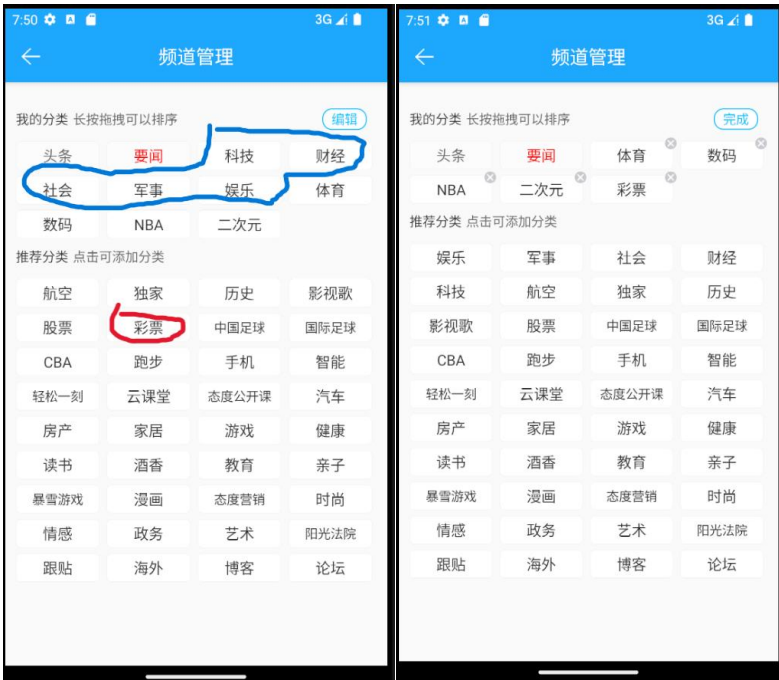 7:50 A 3G
频道管理
我的分类 长按拖拽可以排序 编辑
头条 要闻 科技 财经
社会 军事 娱乐 体育
数码 NBA 二次元
推荐分类 点击可添加分类
航空 独家 历史 影视歌
股票 彩票 中国足球 国际足球
CBA 跑步 手机 智能
轻松一刻 云课堂 态度公开课 汽车
房产 家居 游戏 健康
读书 酒香 教育 亲子
暴雪游戏 漫画 态度营销 时尚
情感 政务 艺术 阳光法院
跟贴 海外 博客 论坛
7:51 A 3G
频道管理
我的分类 长按拖拽可以排序 完成
头条 要闻 体育 数码
NBA 二次元 彩票
推荐分类 点击可添加分类
娱乐 军事 社会 财经
科技 航空 独家 历史
影视歌 股票 中国足球 国际足球
CBA 跑步 手机 智能
轻松一刻 云课堂 态度公开课 汽车
房产 家居 游戏 健康
读书 酒香 教育 亲子
暴雪游戏 漫画 态度营销 时尚
情感 政务 艺术 阳光法院
跟贴 海外 博客 论坛